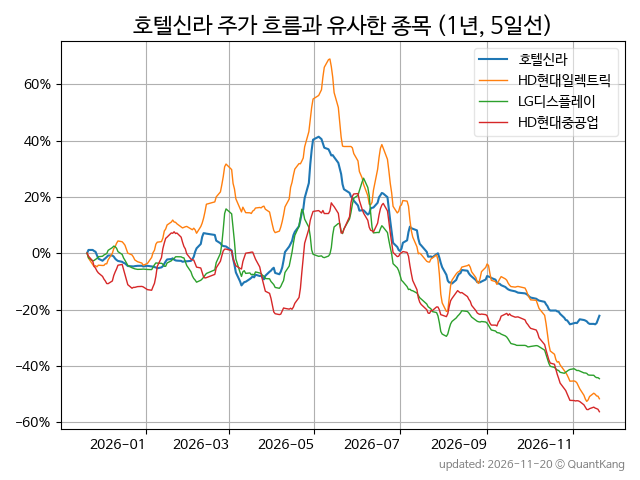 호텔신라 주가 흐름과 유사한 종목 (1년, 5일선)
호텔신라
HD현대일렉트릭
LG디스플레이
HD현대중공업
60%
40%
20%
0%
−20%
−40%
−60%
2026-01
2026-03
2026-05
2026-07
2026-09
2026-11
updated: 2026-11-20 © QuantKang